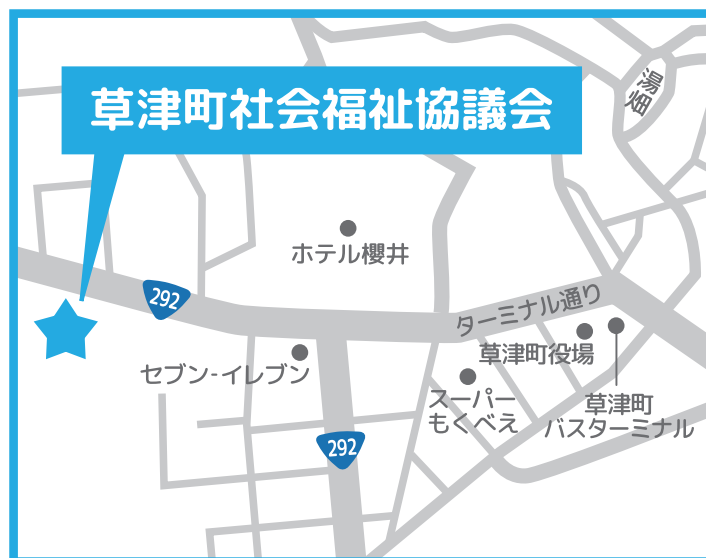 草津町社会福祉協議会
湯畑
ホテル櫻井
292
ターミナル通り
セブン-イレブン
草津町役場
スーパー
もくべえ
草津町
バスターミナル
292